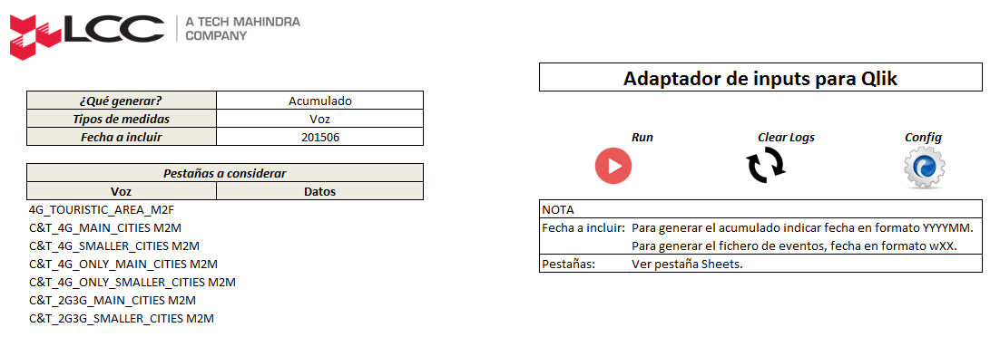 LCC
A TECH MAHINDRA
COMPANY
Adaptador de inputs para Qlik
¿Qué generar? Acumulado
Tipos de medidas Voz
Fecha a incluir 201506
Run Clear Logs Config
Pestañas a considerar
Voz Datos
4G_TOURISTIC_AREA_M2F
C&T_4G_MAIN_CITIES M2M
C&T_4G_SMALLER_CITIES M2M
C&T_4G_ONLY_MAIN_CITIES M2M
C&T_4G_ONLY_SMALLER_CITIES M2M
C&T_2G3G_MAIN_CITIES M2M
C&T_2G3G_SMALLER_CITIES M2M
NOTA
Fecha a incluir: Para generar el acumulado indicar fecha en formato YYYYMM.
Para generar el fichero de eventos, fecha en formato wXX.
Pestañas: Ver pestaña Sheets.